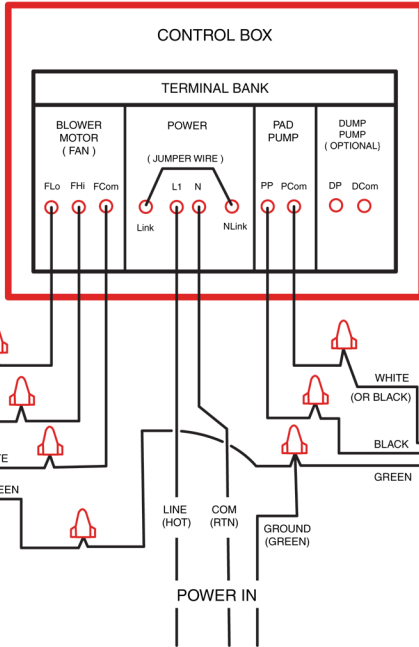 CONTROL BOX
TERMINAL BANK
BLOWER
MOTOR
( FAN )
POWER
PAD
PUMP
DUMP
PUMP
( OPTIONAL)
( JUMPER WIRE )
FLo FHi FCom
L1 N
PP PCom
DP DCom
Link
NLink
WHITE
(OR BLACK)
BLACK
GREEN
TE
EEN
LINE
(HOT)
COM
(RTN)
GROUND
(GREEN)
POWER IN